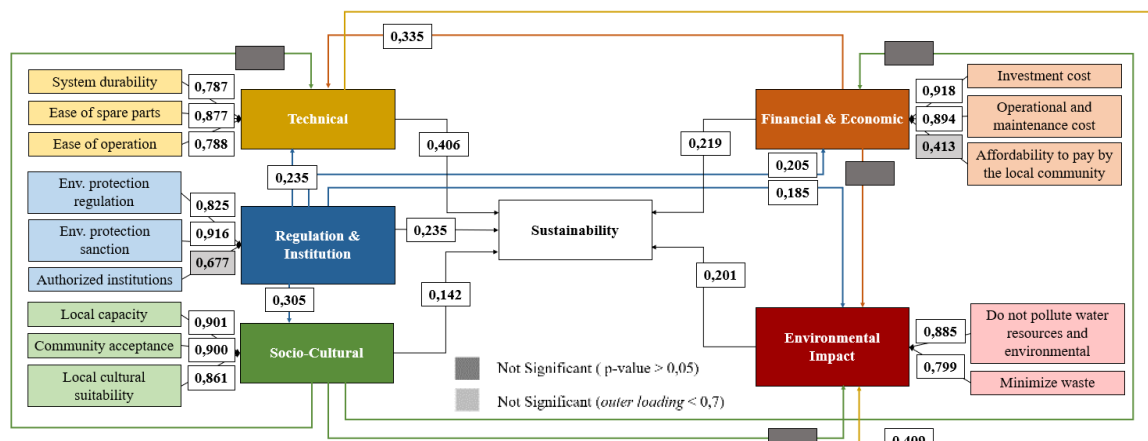 0,335
System durability
0,787
Ease of spare parts
0,877
Ease of operation
0,788
Technical
Financial & Economic
0,918
Investment cost
0,894
Operational and
maintenance cost
0,413
Affordability to pay by
the local community
0,406
0,219
0,235
0,205
0,185
Env. protection
regulation
0,825
Env. protection
sanction
0,916
Authorized institutions
0,677
Regulation &
Institution
0,235
Sustainability
0,305
0,142
0,201
Local capacity
0,901
Community acceptance
0,900
Local cultural
suitability
0,861
Socio-Cultural
Environmental
Impact
0,885
Do not pollute water
resources and
environmental
0,799
Minimize waste
Not Significant ( p-value > 0,05)
Not Significant (outer loading < 0,7)
0,409